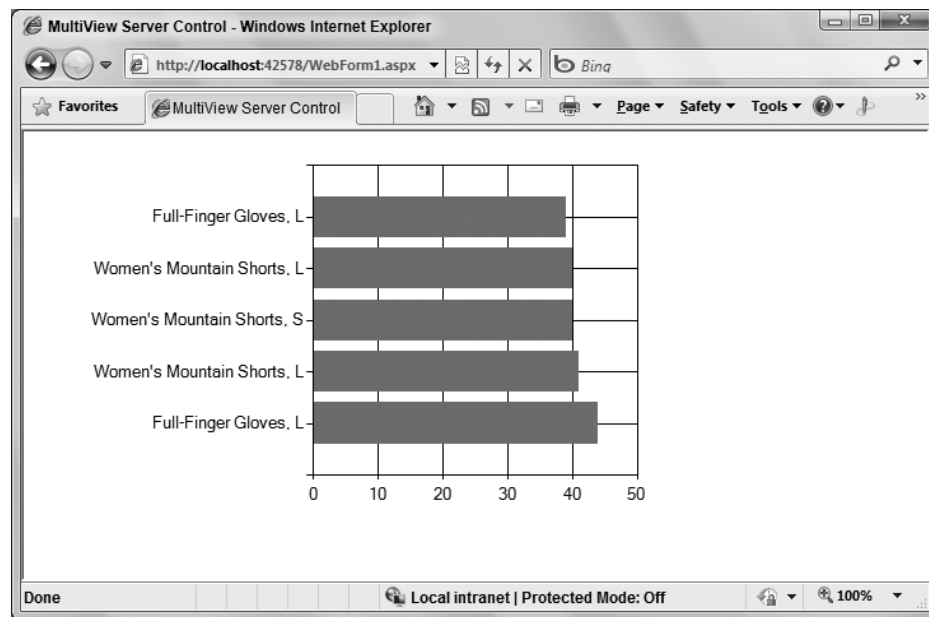 MultiView Server Control - Windows Internet Explorer
http://localhost:42578/WebForm1.aspx
Bing
Favorites
MultiView Server Control
Page
Safety
Tools
»
Full-Finger Gloves, L
Women's Mountain Shorts, L
Women's Mountain Shorts, S
Women's Mountain Shorts, L
Full-Finger Gloves, L
0 10 20 30 40 50
Done
Local intranet | Protected Mode: Off
100%